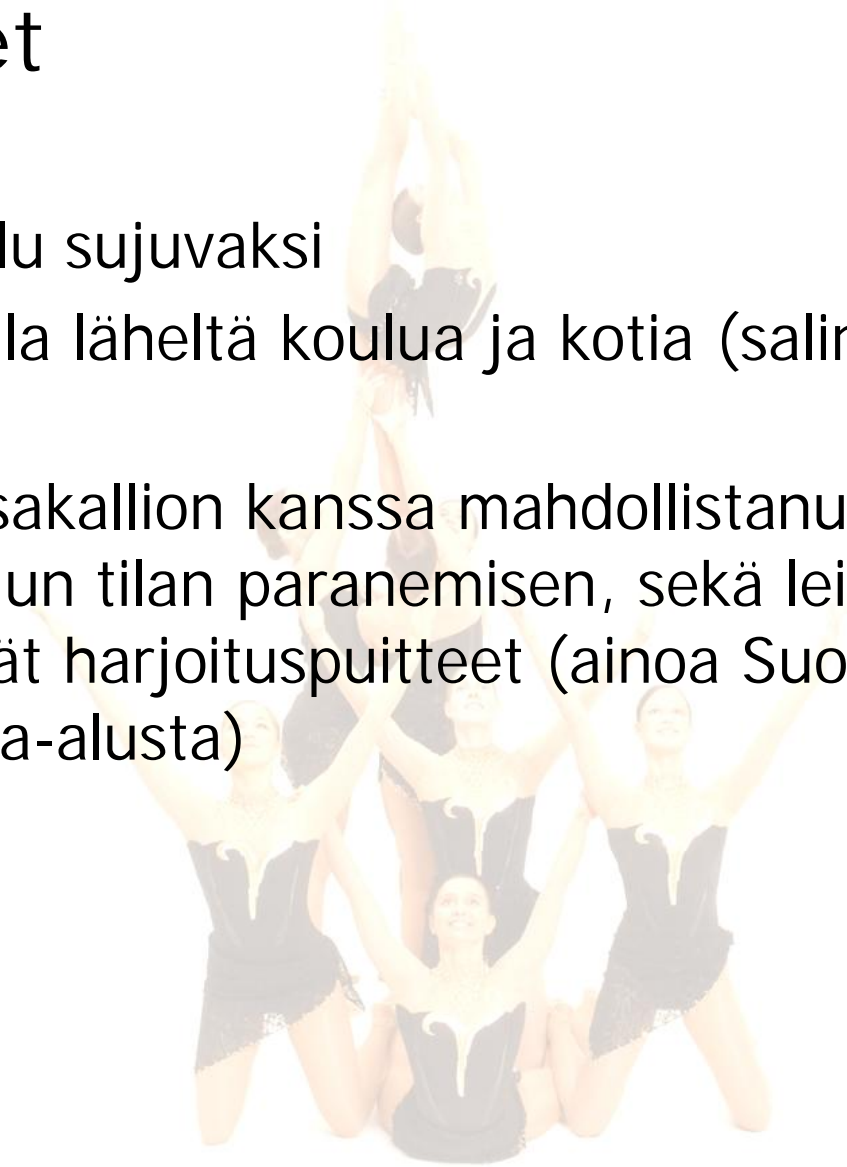 et
lu sujuvaksi
la läheltä koulua ja kotia (salin
sakallion kanssa mahdollistanu
un tilan paranemisen, sekä lei
ät harjoituspuitteet (ainoa Suo
a-alusta)